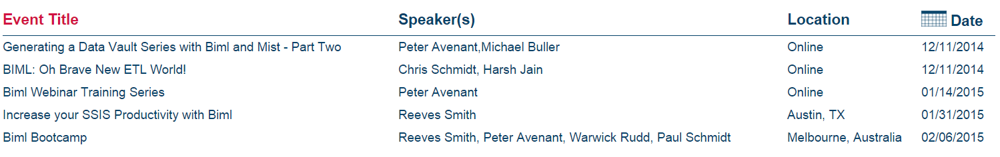 Event Title Speaker(s) Location Date
Generating a Data Vault Series with Biml and Mist - Part Two Peter Avenant,Michael Buller Online 12/11/2014
BIML: Oh Brave New ETL World! Chris Schmidt, Harsh Jain Online 12/11/2014
Biml Webinar Training Series Peter Avenant Online 01/14/2015
Increase your SSIS Productivity with Biml Reeves Smith Austin, TX 01/31/2015
Biml Bootcamp Reeves Smith, Peter Avenant, Warwick Rudd, Paul Schmidt Melbourne, Australia 02/06/2015